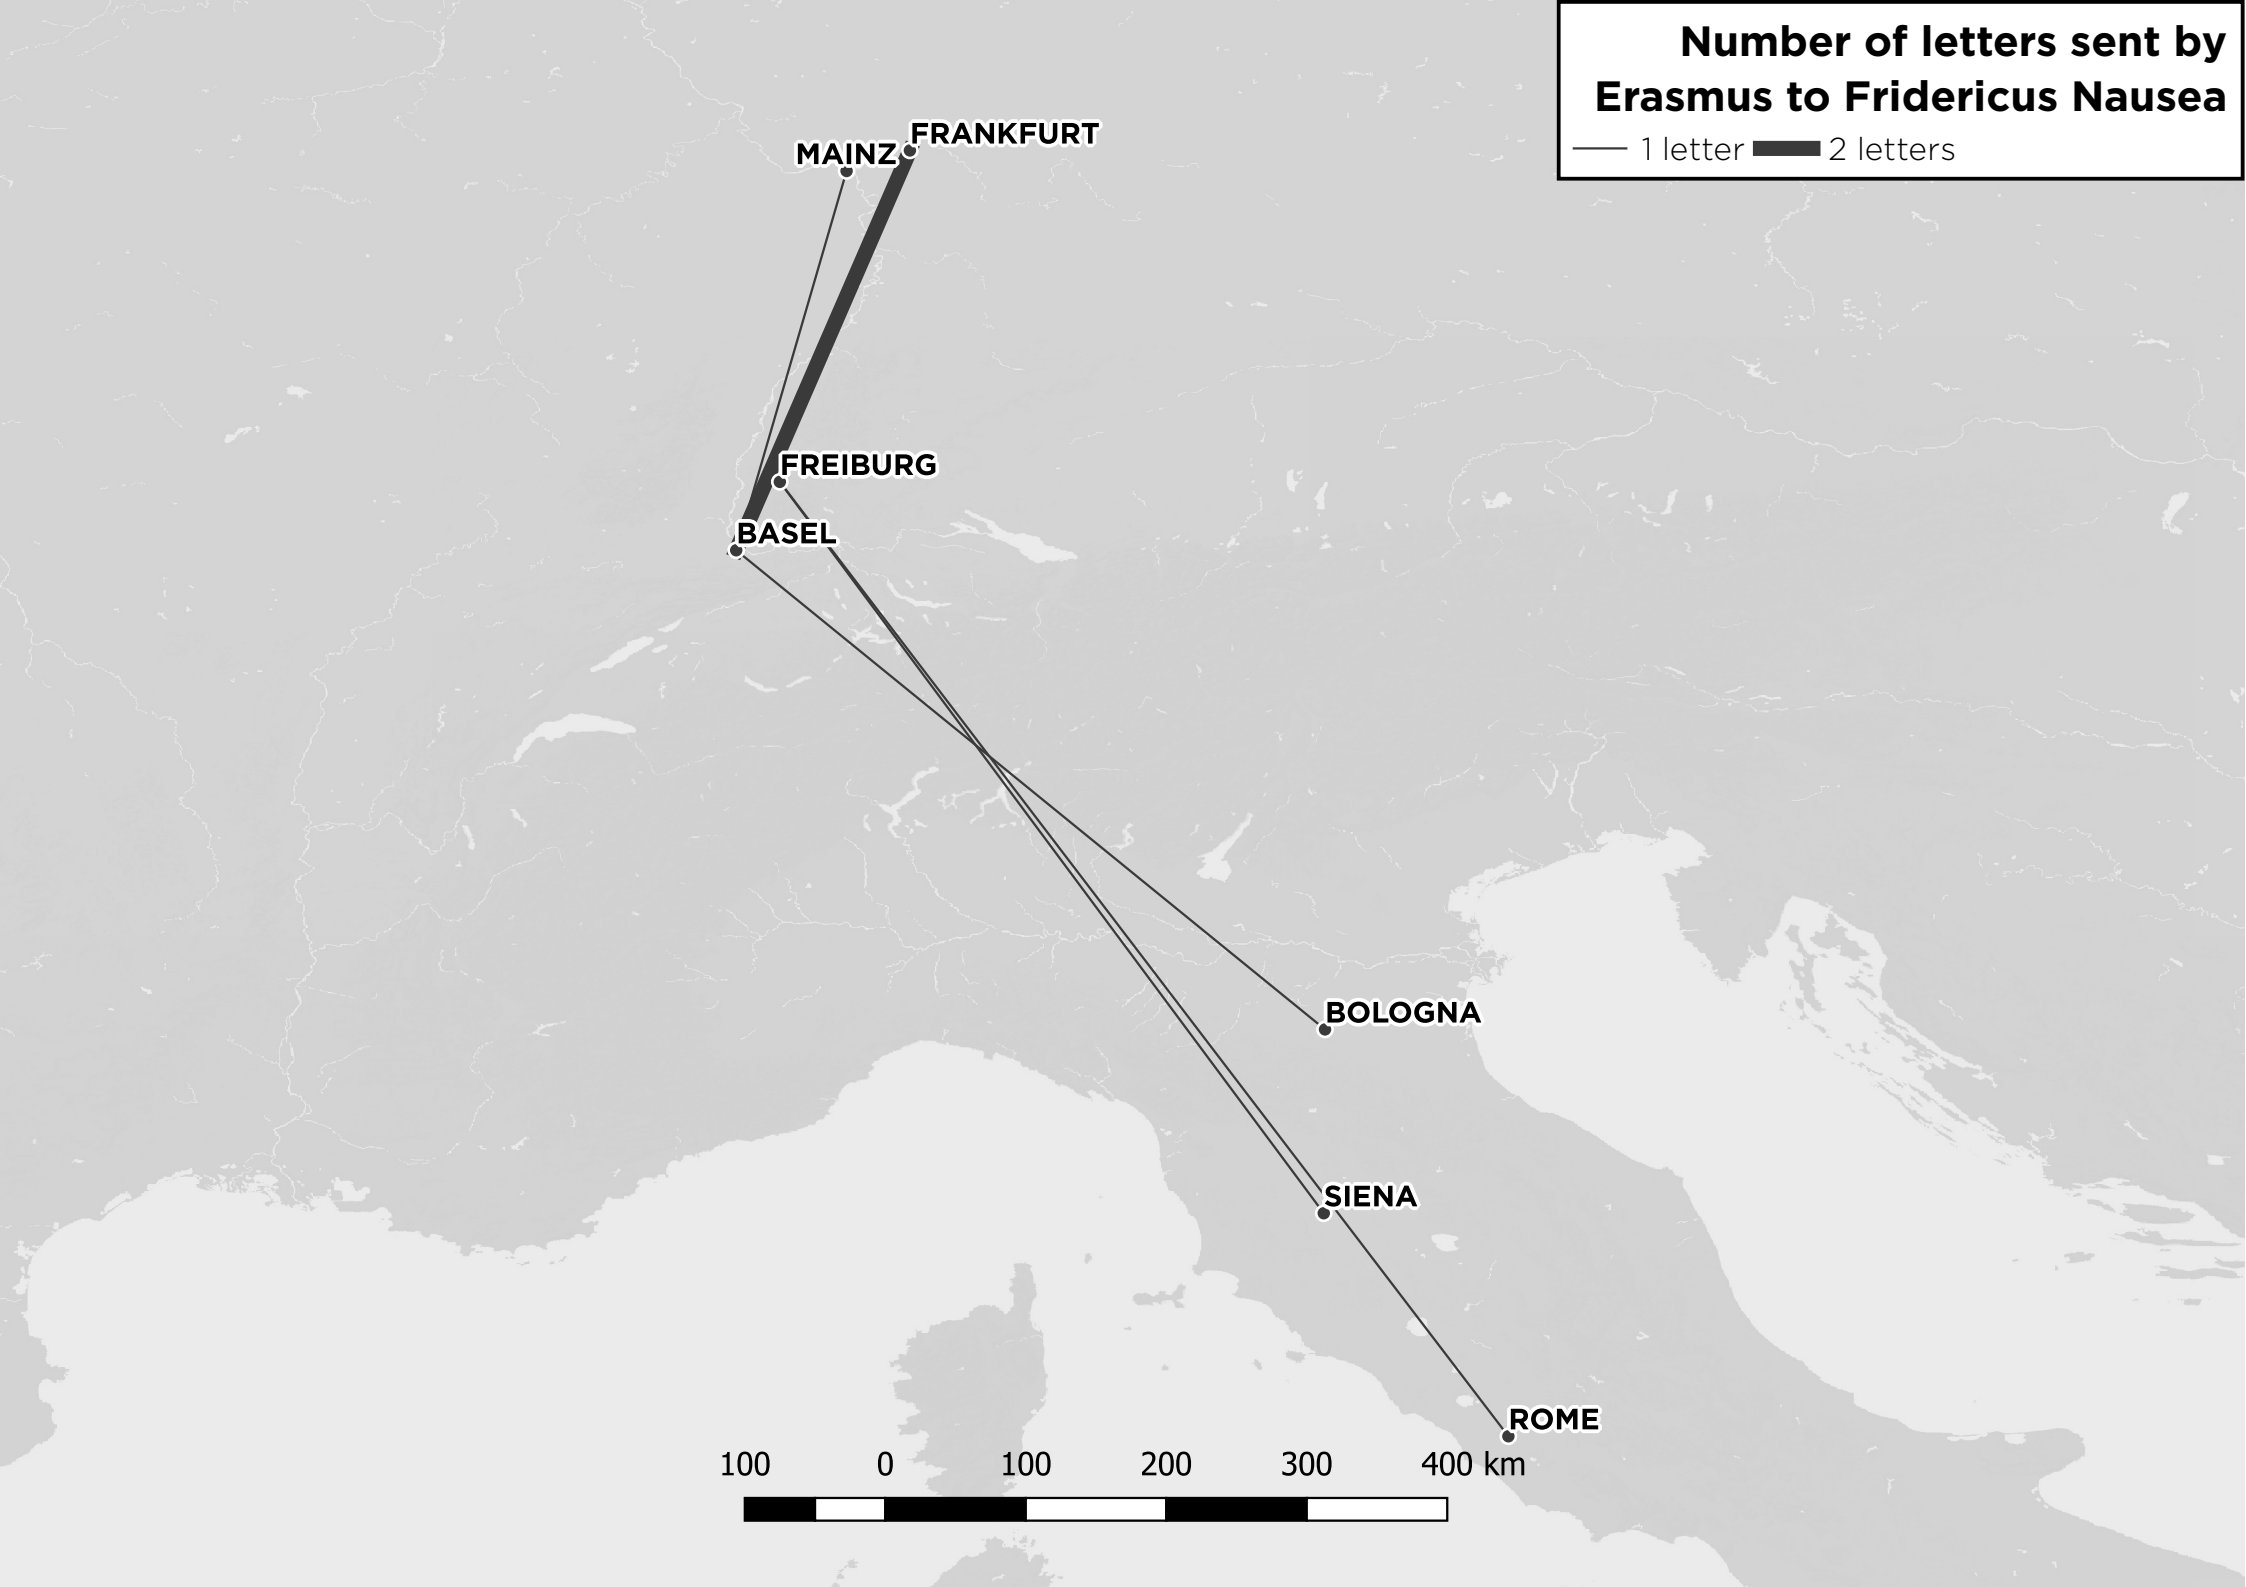 Number of letters sent by
Erasmus to Fridericus Nausea
1 letter 2 letters
FRANKFURT
MAINZ
FREIBURG
BASEL
BOLOGNA
SIENA
ROME
100 0 100 200 300 400 km